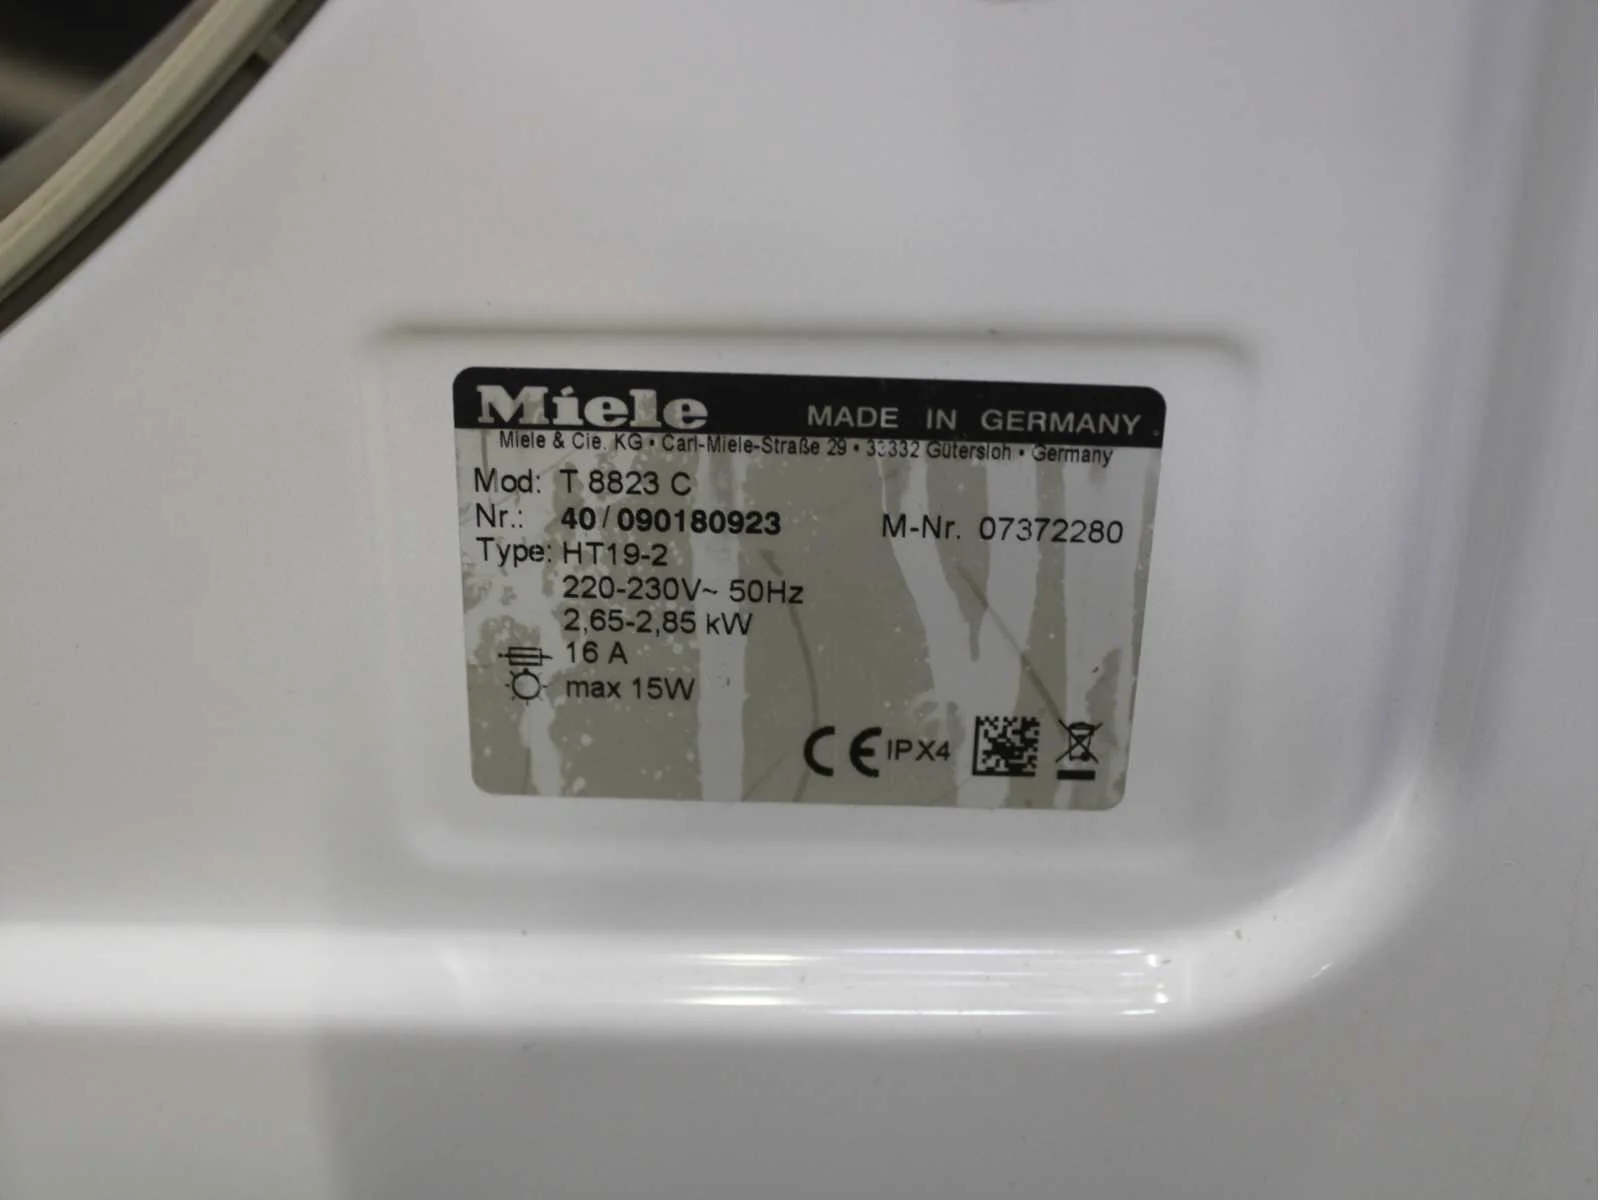 Miele MADE IN GERMANY
Miele & Cie. KG • Carl-Miele-Straße 29 • 33332 Gütersloh • Germany
Mod: T 8823 C
Nr.: 40/090180923 M-Nr. 07372280
Type: HT19-2
220-230V~ 50Hz
2,65-2,85 kW
16 A
max 15W
CE IPX4